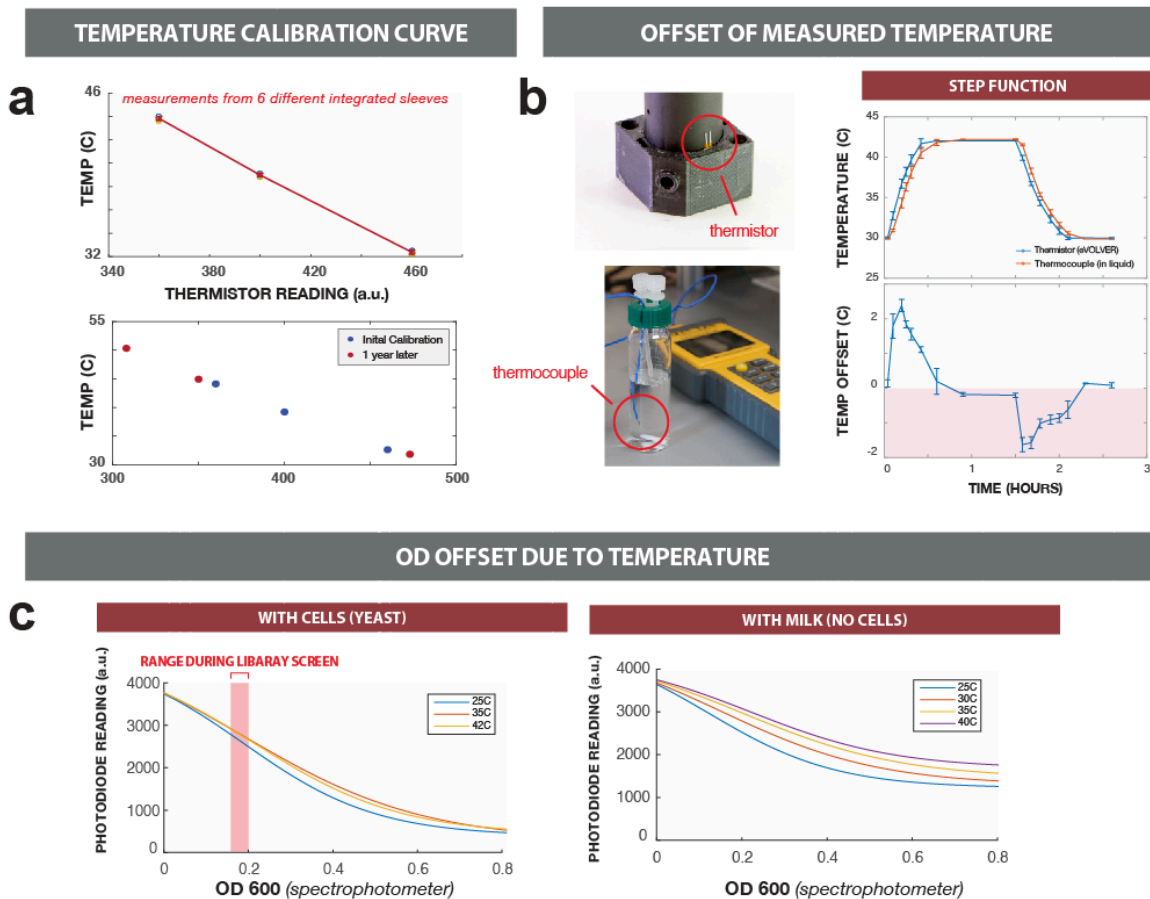 TEMPERATURE CALIBRATION CURVE
OFFSET OF MEASURED TEMPERATURE
a
46
measurements from 6 different integrated sleeves
TEMP (C)
32
340
380
420
460
THERMISTOR READING (a.u.)
55
Inital Calibration
1 year later
TEMP (C)
30
300
400
500
b
thermistor
thermocouple
STEP FUNCTION
45
40
35
30
25
TEMPERATURE (C)
Thermistor (eVOLVER)
Thermocouple (in liquid)
2
0
-2
TEMP OFFSET (C)
0
1
2
3
TIME (HOURS)
OD OFFSET DUE TO TEMPERATURE
c
WITH CELLS (YEAST)
RANGE DURING LIBARAY SCREEN
4000
3000
2000
1000
0
PHOTODIODE READING (a.u.)
25C
35C
42C
0
0.2
0.4
0.6
0.8
OD 600 (spectrophotometer)
WITH MILK (NO CELLS)
4000
3000
2000
1000
0
PHOTODIODE READING (a.u.)
25C
30C
35C
40C
0
0.2
0.4
0.6
0.8
OD 600 (spectrophotometer)